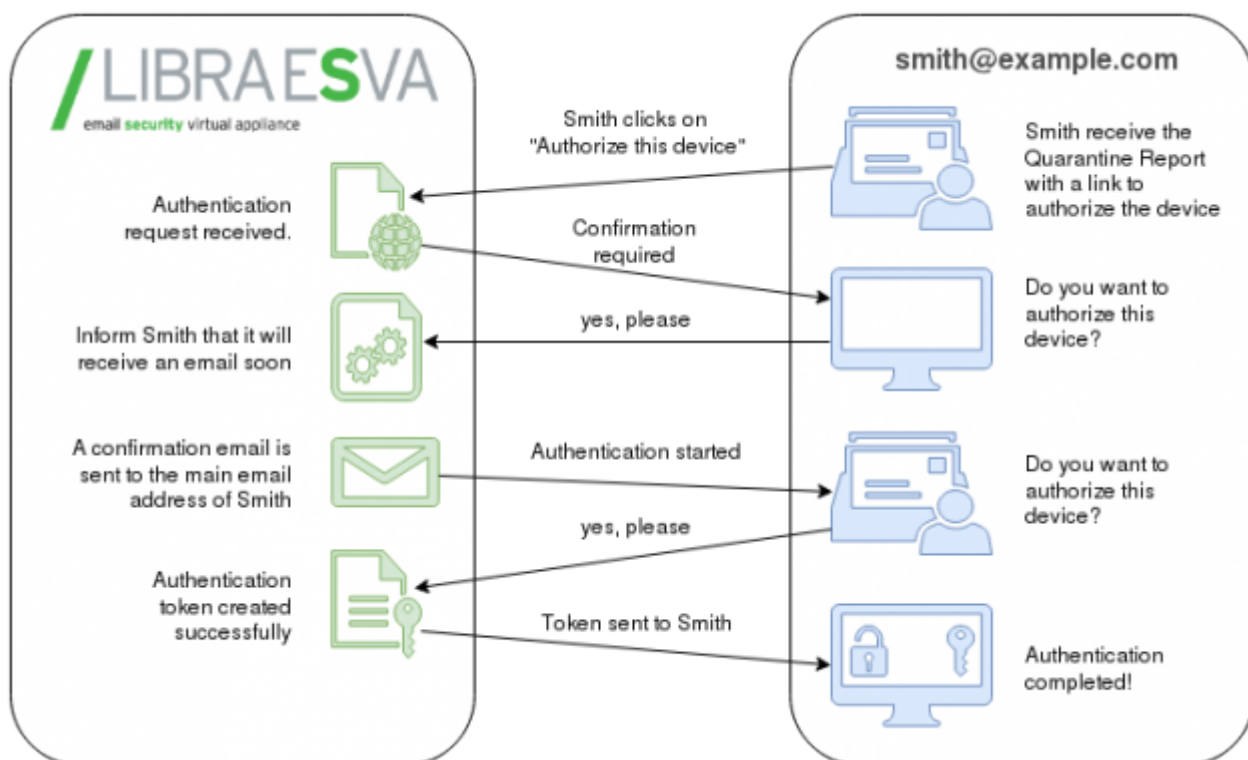 LIBRAESVA
email security virtual appliance
smith@example.com
Smith clicks on
"Authorize this device"
Smith receive the
Quarantine Report
with a link to
authorize the device
Authentication
request received.
Confirmation
required
Do you want to
authorize this
device?
yes, please
Inform Smith that it will
receive an email soon
A confirmation email is
sent to the main email
address of Smith
Authentication started
Do you want to
authorize this
device?
yes, please
Authentication
token created
successfully
Token sent to Smith
Authentication
completed!